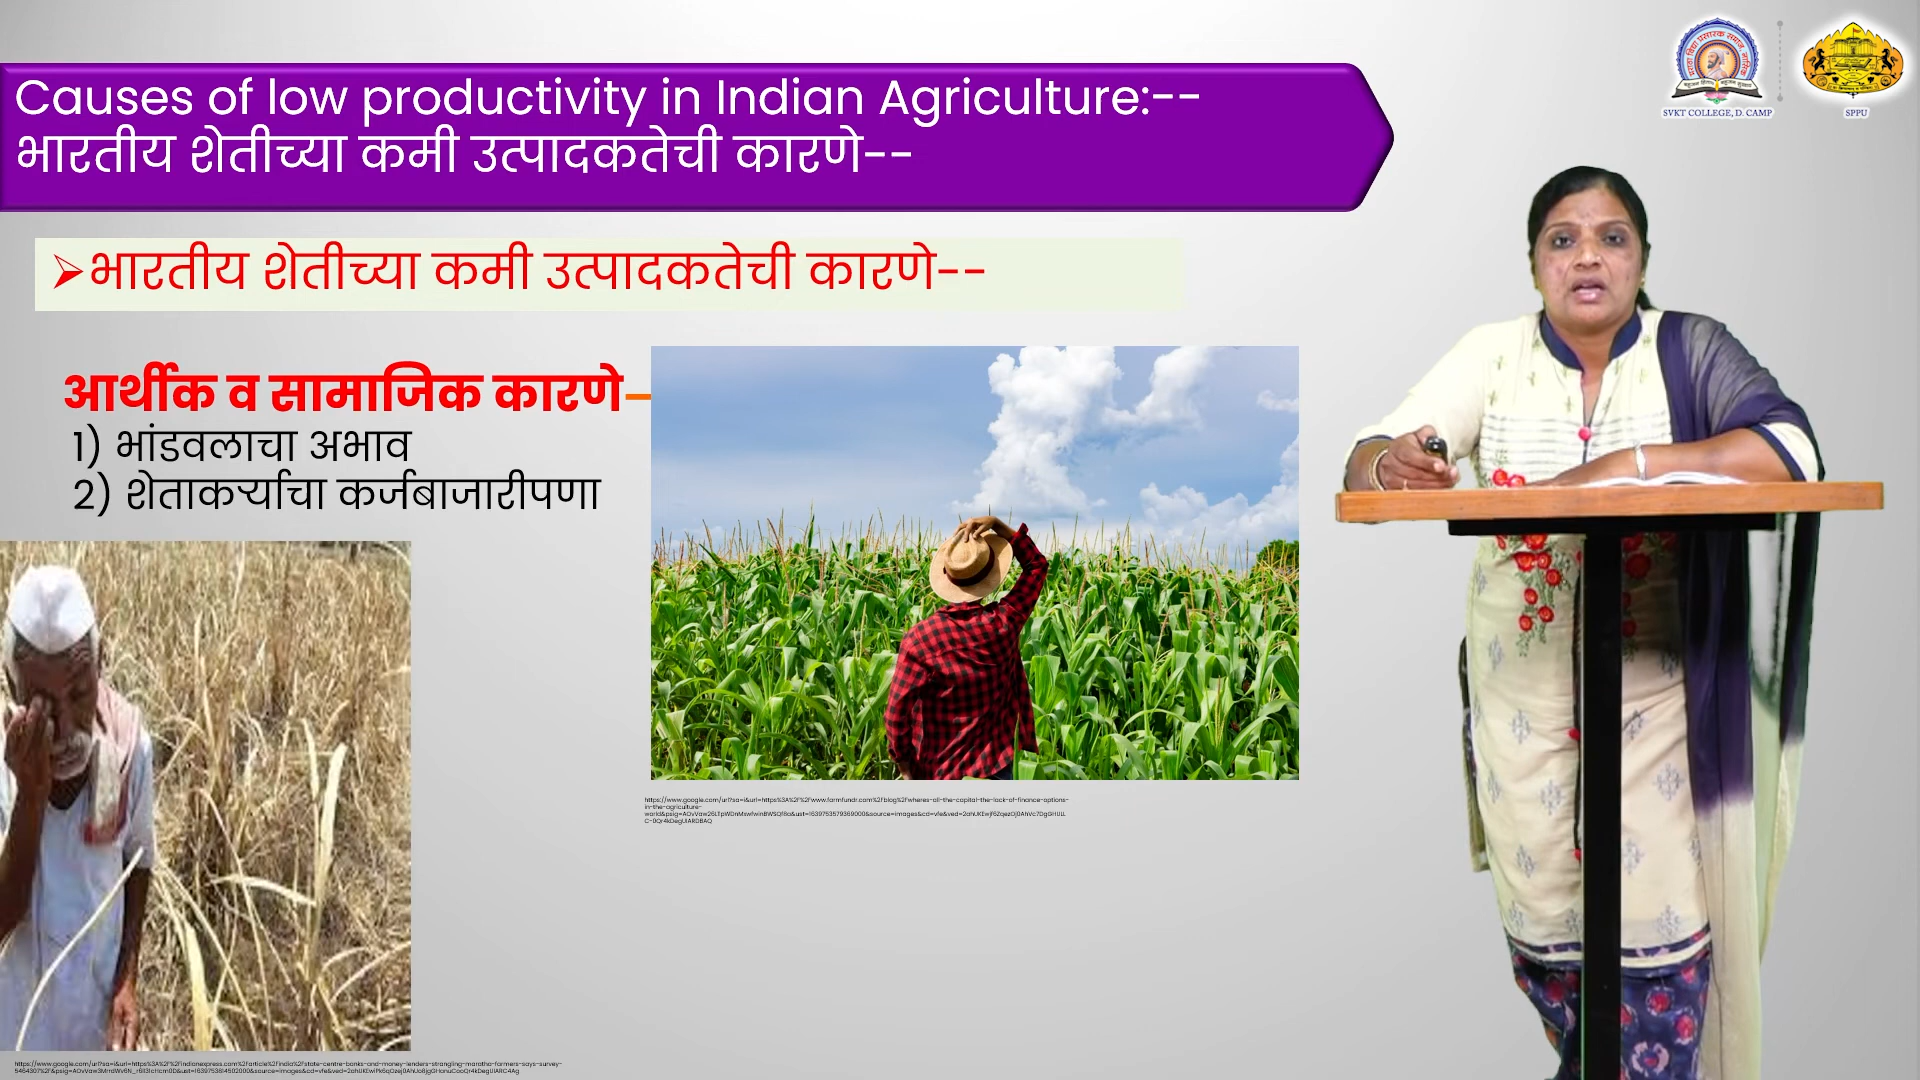 Causes of low productivity in Indian Agriculture:--
भारतीय शेतीच्या कमी उत्पादकतेची कारणे--
SVKT COLLEGE, D. CAMP
SPPU
➢भारतीय शेतीच्या कमी उत्पादकतेची कारणे--
आर्थीक व सामाजिक कारणे–
1) भांडवलाचा अभाव
2) शेताकऱ्यांचा कर्जबाजारीपणा